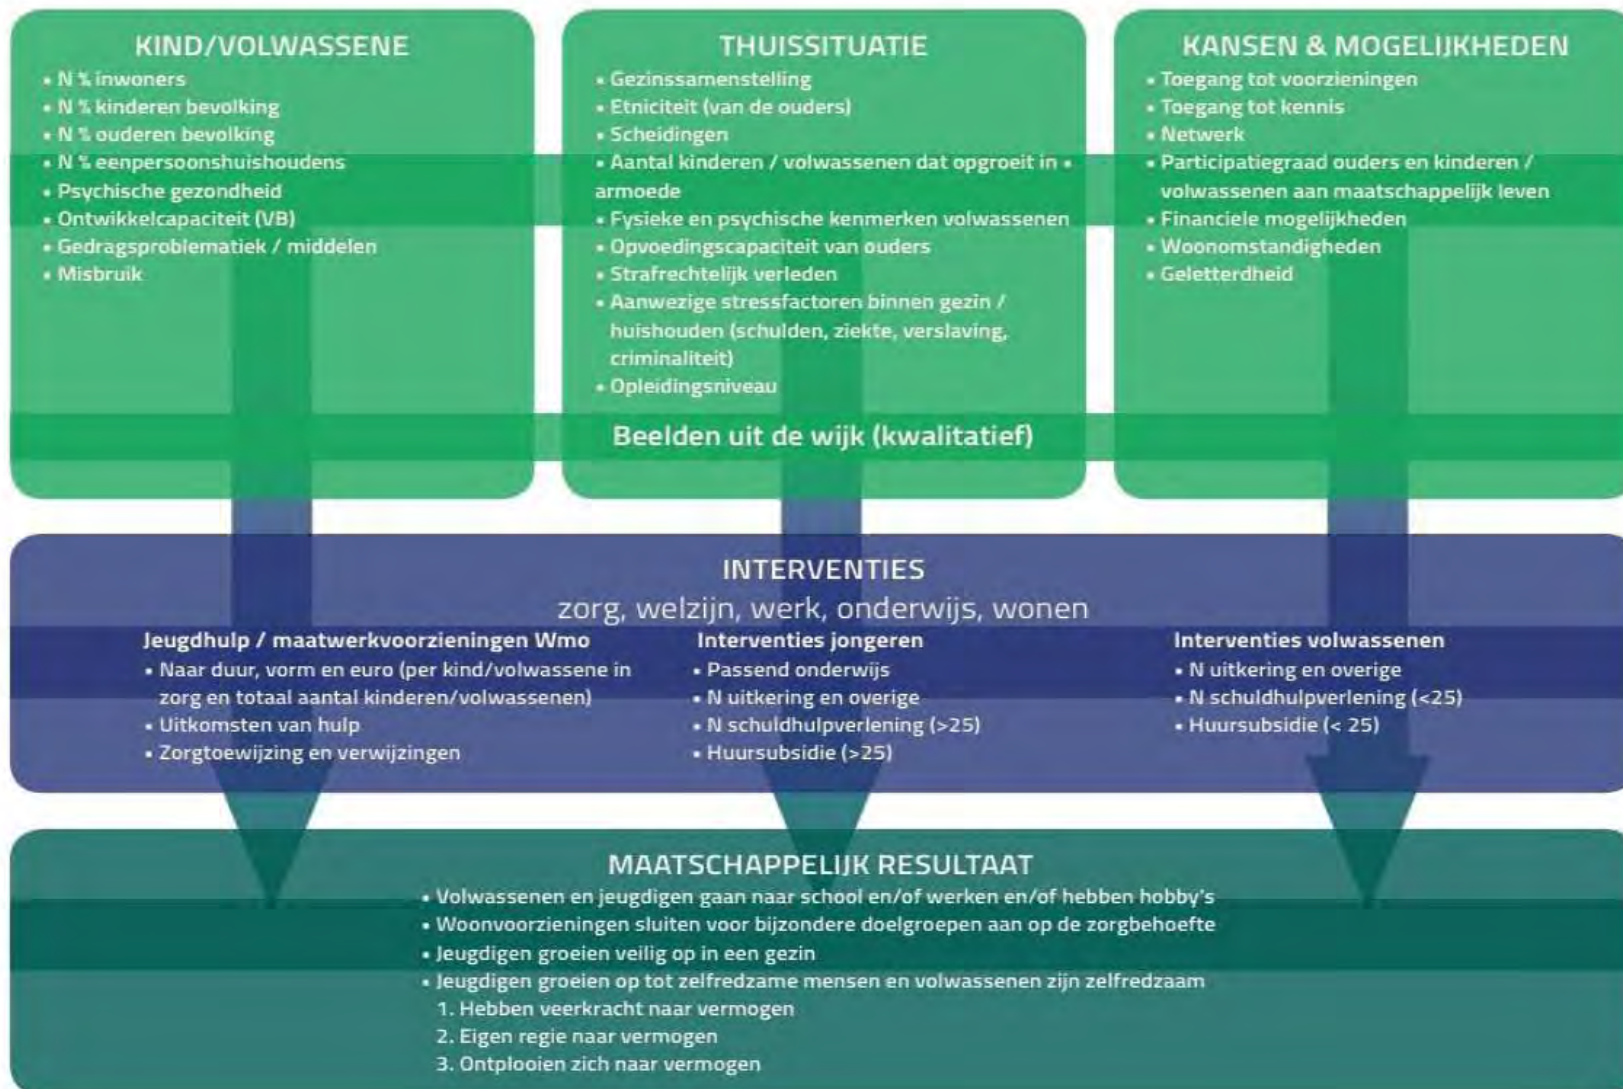 KIND/VOLWASSENE
• N % inwoners
• N % kinderen bevolking
• N % ouderen bevolking
• N % eenpersoonshuishoudens
• Psychische gezondheid
• Ontwikkelcapaciteit (VB)
• Gedragsproblematiek / middelen
• Misbruik
THUISSITUATIE
• Gezinssamenstelling
• Etniciteit (van de ouders)
• Scheidingen
• Aantal kinderen / volwassenen dat opgroeit in •
armoede
• Fysieke en psychische kenmerken volwassenen
• Opvoedingscapaciteit van ouders
• Strafrechtelijk verleden
• Aanwezige stressfactoren binnen gezin /
huishouden (schulden, ziekte, verslaving,
criminaliteit)
• Opleidingsniveau
KANSEN & MOGELIJKHEDEN
• Toegang tot voorzieningen
• Toegang tot kennis
• Netwerk
• Participatiegraad ouders en kinderen /
volwassenen aan maatschappelijk leven
• Financiele mogelijkheden
• Woonomstandigheden
• Geletterdheid
Beelden uit de wijk (kwalitatief)
INTERVENTIES
zorg, welzijn, werk, onderwijs, wonen
Jeugdhulp / maatwerkvoorzieningen Wmo
• Naar duur, vorm en euro (per kind/volwassene in
zorg en totaal aantal kinderen/volwassenen)
• Uitkomsten van hulp
• Zorgtoewijzing en verwijzingen
Interventies jongeren
• Passend onderwijs
• N uitkering en overige
• N schuldhulpverlening (>25)
• Huursubsidie (>25)
Interventies volwassenen
• N uitkering en overige
• N schuldhulpverlening (<25)
• Huursubsidie (< 25)
MAATSCHAPPELIJK RESULTAAT
• Volwassenen en jeugdigen gaan naar school en/of werken en/of hebben hobby's
• Woonvoorzieningen sluiten voor bijzondere doelgroepen aan op de zorgbehoefte
• Jeugdigen groeien veilig op in een gezin
• Jeugdigen groeien op tot zelfredzame mensen en volwassenen zijn zelfredzaam
1. Hebben veerkracht naar vermogen
2. Eigen regie naar vermogen
3. Ontplooien zich naar vermogen